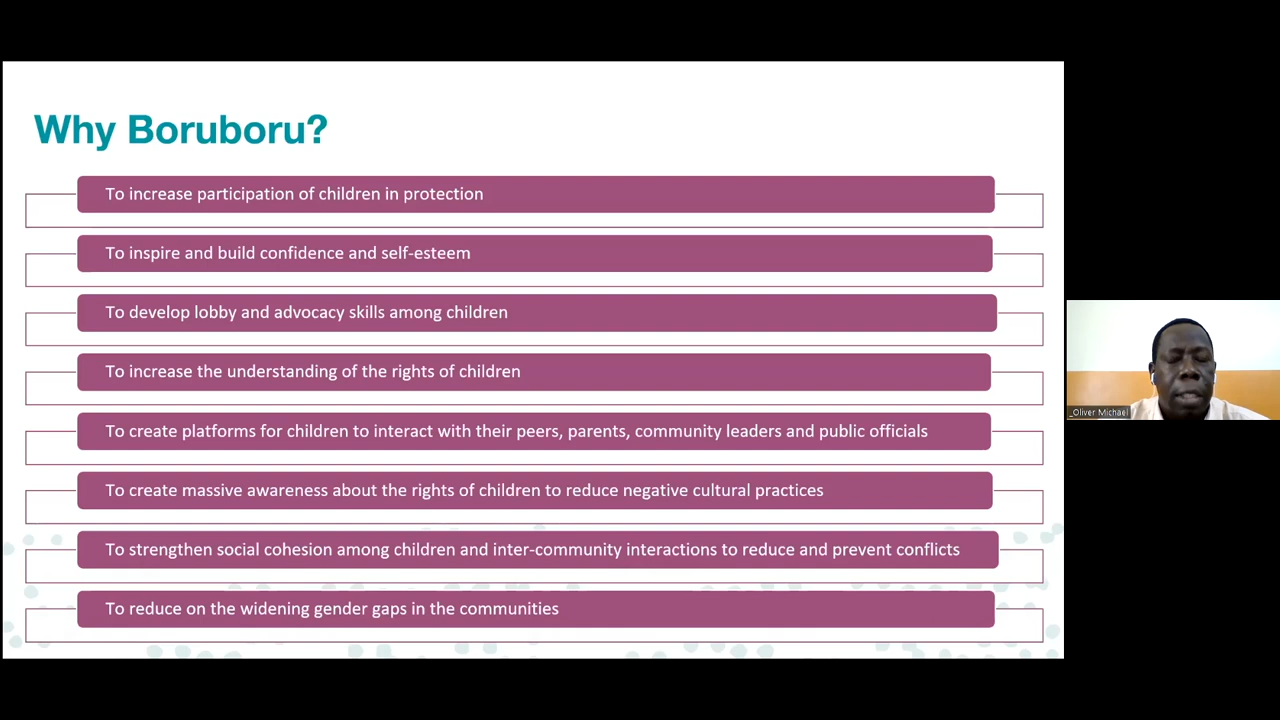 Why Boruboru?
To increase participation of children in protection
To inspire and build confidence and self-esteem
To develop lobby and advocacy skills among children
To increase the understanding of the rights of children
To create platforms for children to interact with their peers, parents, community leaders and public officials
To create massive awareness about the rights of children to reduce negative cultural practices
To strengthen social cohesion among children and inter-community interactions to reduce and prevent conflicts
To reduce on the widening gender gaps in the communities
_Oliver Michael